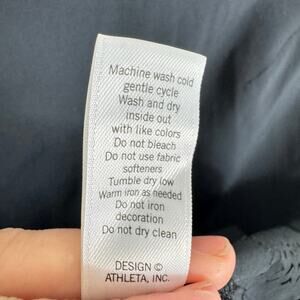 Machine wash cold
gentle cycle
Wash and dry
inside out
with like colors
Do not bleach
Do not use fabric
softeners
Tumble dry low
Warm iron as needed
Do not iron
decoration
Do not dry clean
DESIGN ©
ATHLETA, INC.